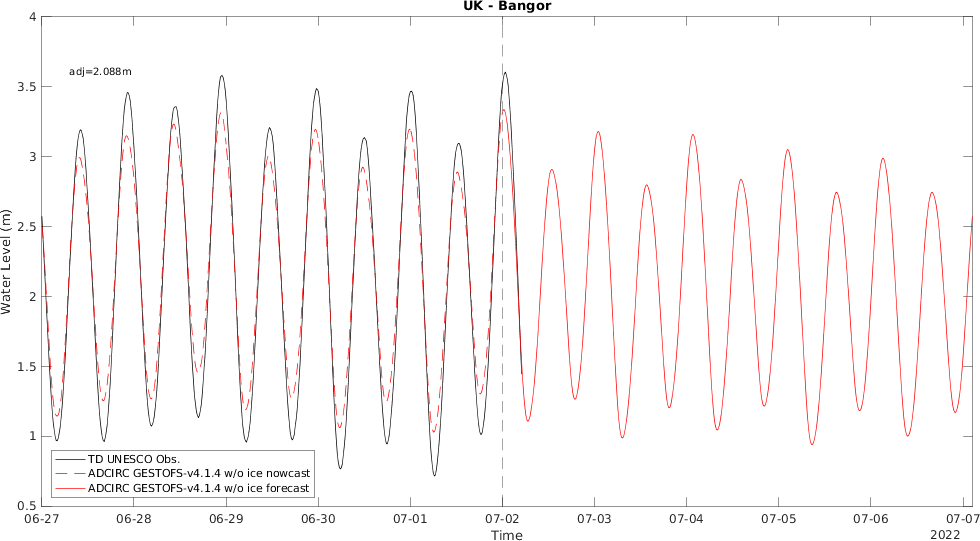 UK - Bangor
4
3.5
3
2.5
2
1.5
1
0.5
Water Level (m)
adj=2.088m
TD UNESCO Obs.
ADCIRC GESTOFS-v4.1.4 w/o ice nowcast
ADCIRC GESTOFS-v4.1.4 w/o ice forecast
06-27 06-28 06-29 06-30 07-01 07-02 07-03 07-04 07-05 07-06 07-07
Time
2022